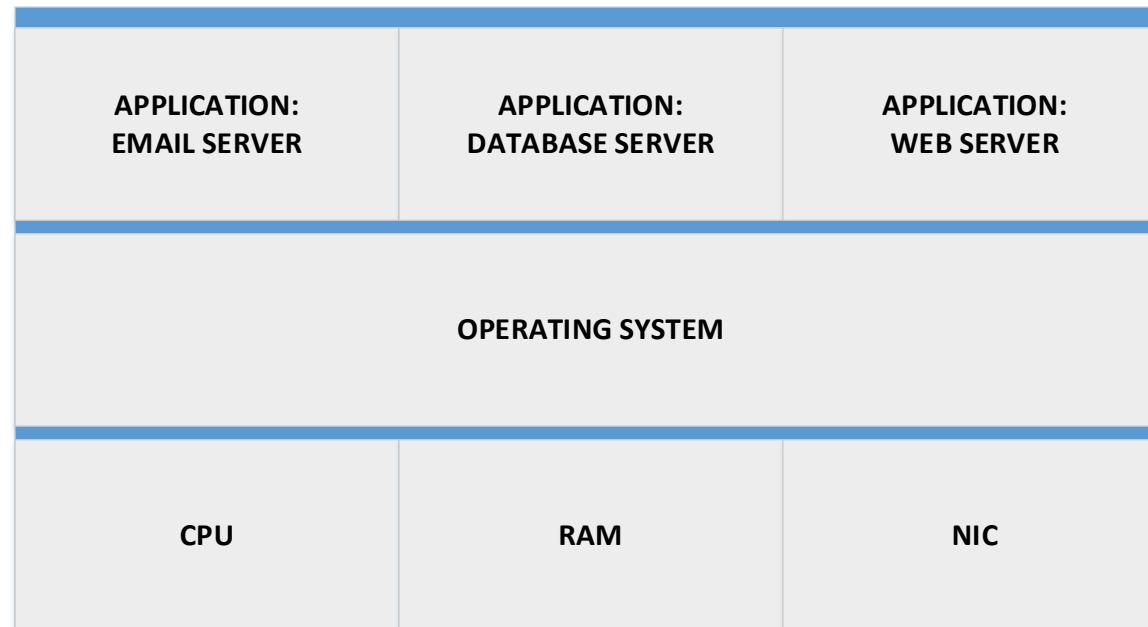 APPLICATION:
EMAIL SERVER
APPLICATION:
DATABASE SERVER
APPLICATION:
WEB SERVER
OPERATING SYSTEM
CPU
RAM
NIC